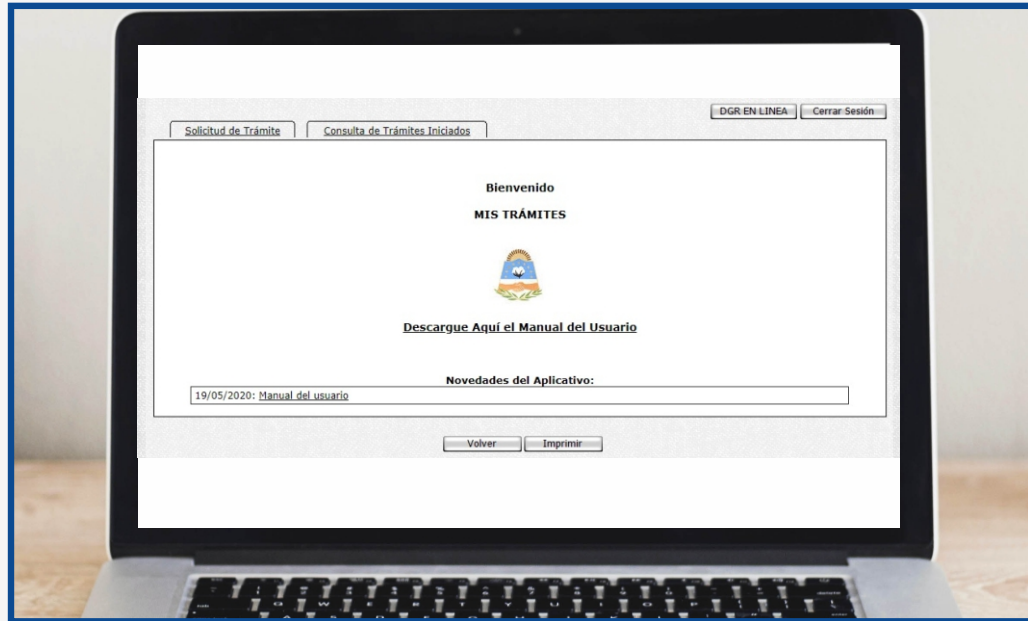 DGR EN LINEA Cerrar Sesión
Solicitud de Trámite Consulta de Trámites Iniciados
Bienvenido
MIS TRÁMITES
Descargue Aquí el Manual del Usuario
Novedades del Aplicativo:
19/05/2020: Manual del usuario
Volver Imprimir